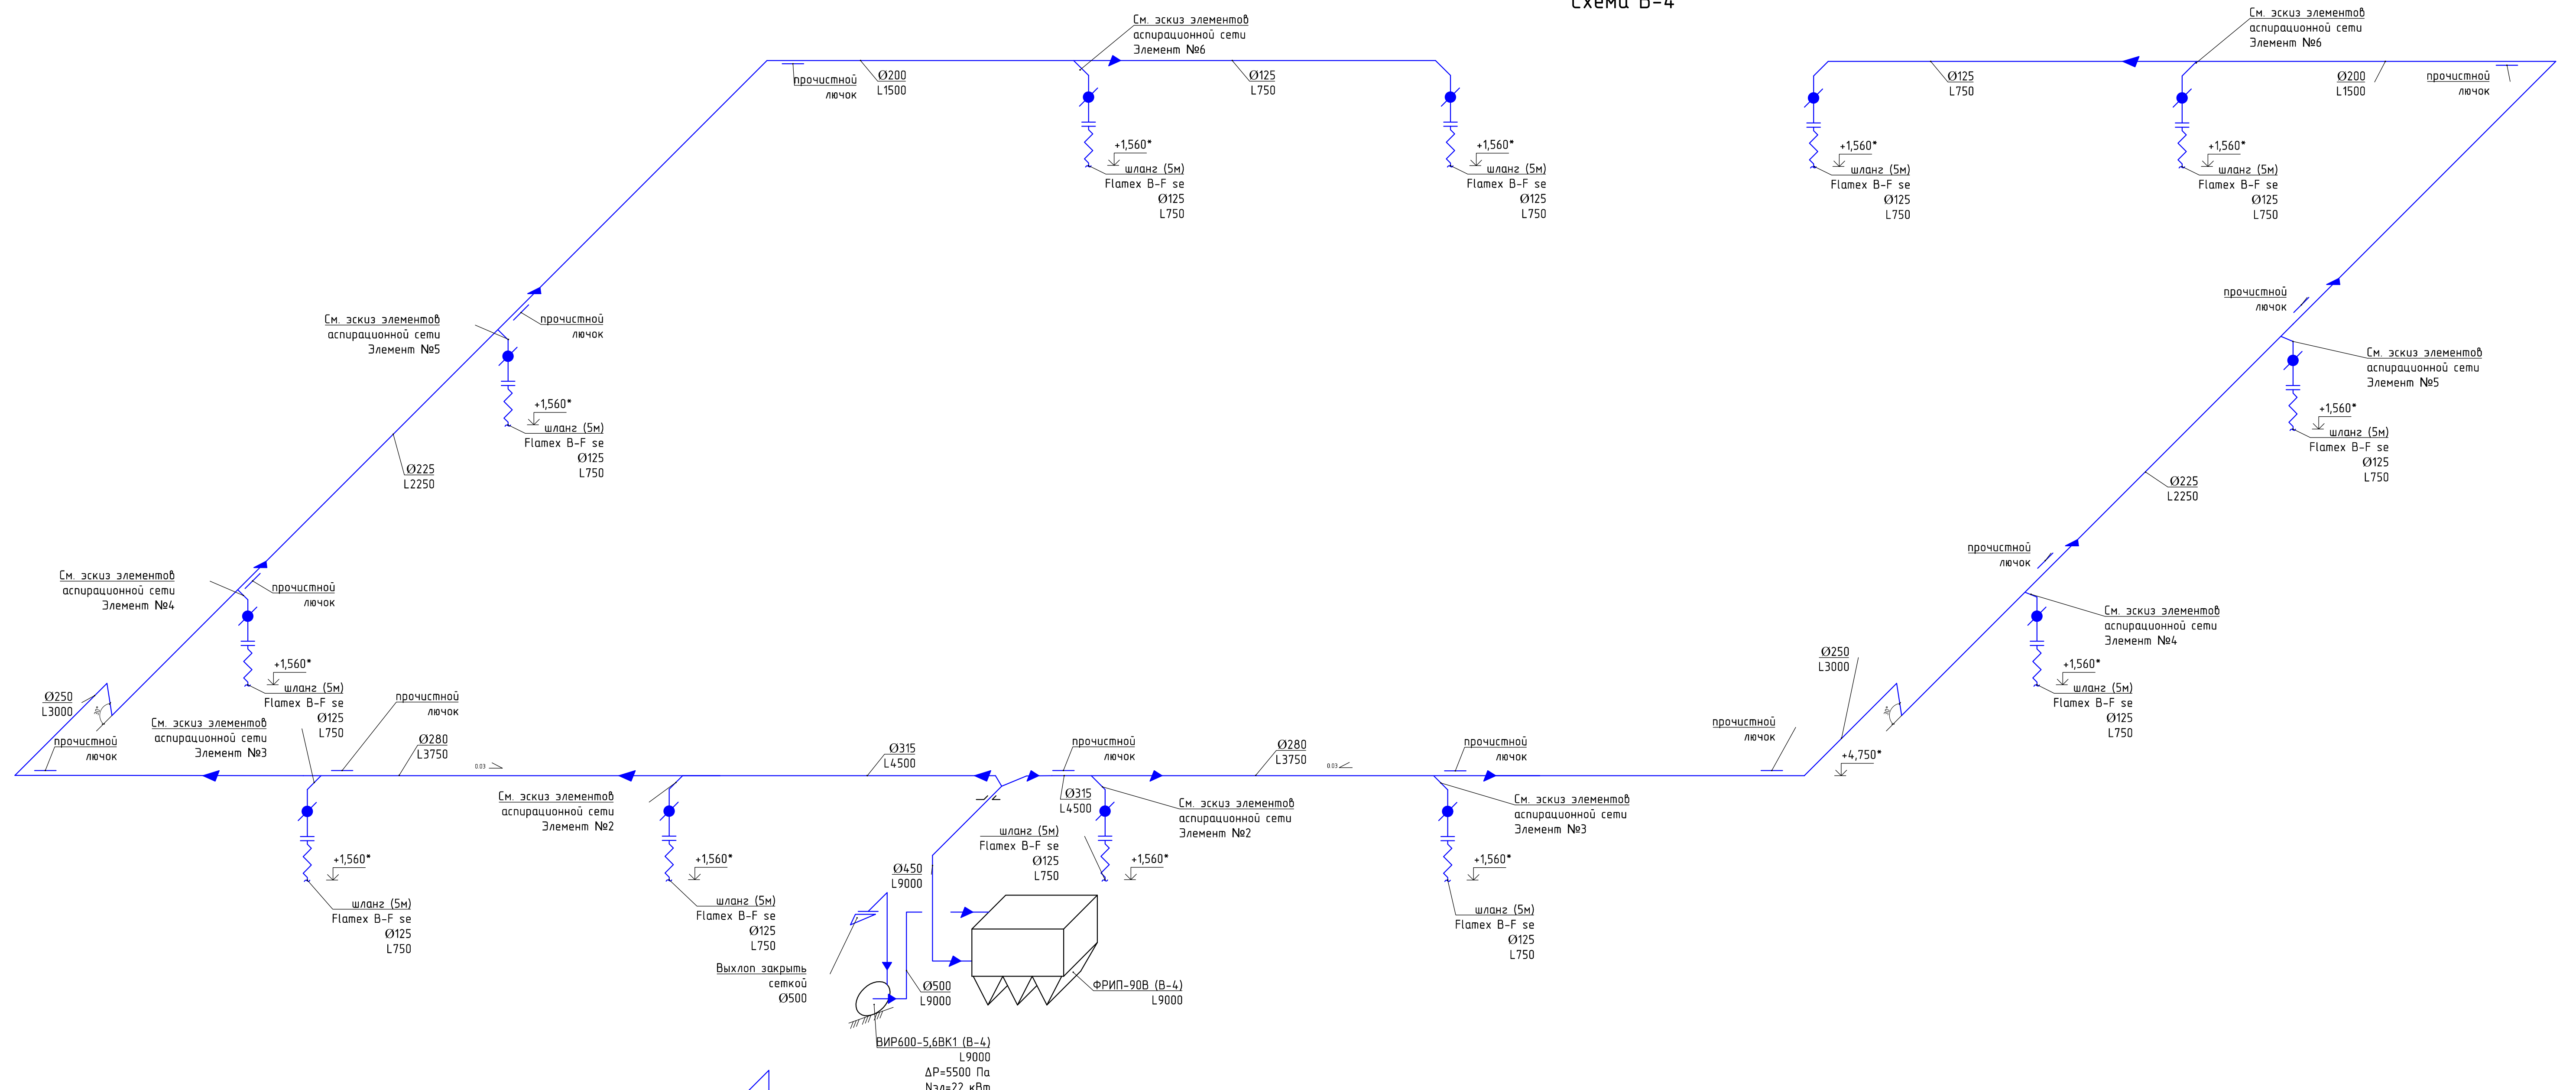 Схема В-4
См. эскиз элементов
аспирационной сети
Элемент №6
См. эскиз элементов
аспирационной сети
Элемент №6
прочистной
лючок
Ø200
L1500
Ø125
L750
Ø125
L750
Ø200
L1500
прочистной
лючок
+1,560*
шланг (5м)
Flamex B-F se
Ø125
L750
+1,560*
шланг (5м)
Flamex B-F se
Ø125
L750
+1,560*
шланг (5м)
Flamex B-F se
Ø125
L750
+1,560*
шланг (5м)
Flamex B-F se
Ø125
L750
См. эскиз элементов
аспирационной сети
Элемент №5
прочистной
лючок
прочистной
лючок
См. эскиз элементов
аспирационной сети
Элемент №5
+1,560*
шланг (5м)
Flamex B-F se
Ø125
L750
+1,560*
шланг (5м)
Flamex B-F se
Ø125
L750
Ø225
L2250
Ø225
L2250
См. эскиз элементов
аспирационной сети
Элемент №4
прочистной
лючок
прочистной
лючок
См. эскиз элементов
аспирационной сети
Элемент №4
+1,560*
шланг (5м)
Flamex B-F se
Ø125
L750
+1,560*
шланг (5м)
Flamex B-F se
Ø125
L750
Ø250
L3000
Ø250
L3000
См. эскиз элементов
аспирационной сети
Элемент №3
прочистной
лючок
прочистной
лючок
Ø280
L3750
0.03
Ø315
L4500
прочистной
лючок
Ø280
L3750
0.03
прочистной
лючок
прочистной
лючок
+4,750*
См. эскиз элементов
аспирационной сети
Элемент №2
Ø315
L4500
См. эскиз элементов
аспирационной сети
Элемент №2
См. эскиз элементов
аспирационной сети
Элемент №3
+1,560*
шланг (5м)
Flamex B-F se
Ø125
L750
+1,560*
шланг (5м)
Flamex B-F se
Ø125
L750
шланг (5м)
Flamex B-F se
Ø125
L750
+1,560*
+1,560*
шланг (5м)
Flamex B-F se
Ø125
L750
Ø450
L9000
Выхлоп закрыть
сеткой
Ø500
Ø500
L9000
ФРИП-90В (В-4)
L9000
ВИР600-5,6ВК1 (В-4)
L9000
ΔP=5500 Па
Nэл=22 кВт